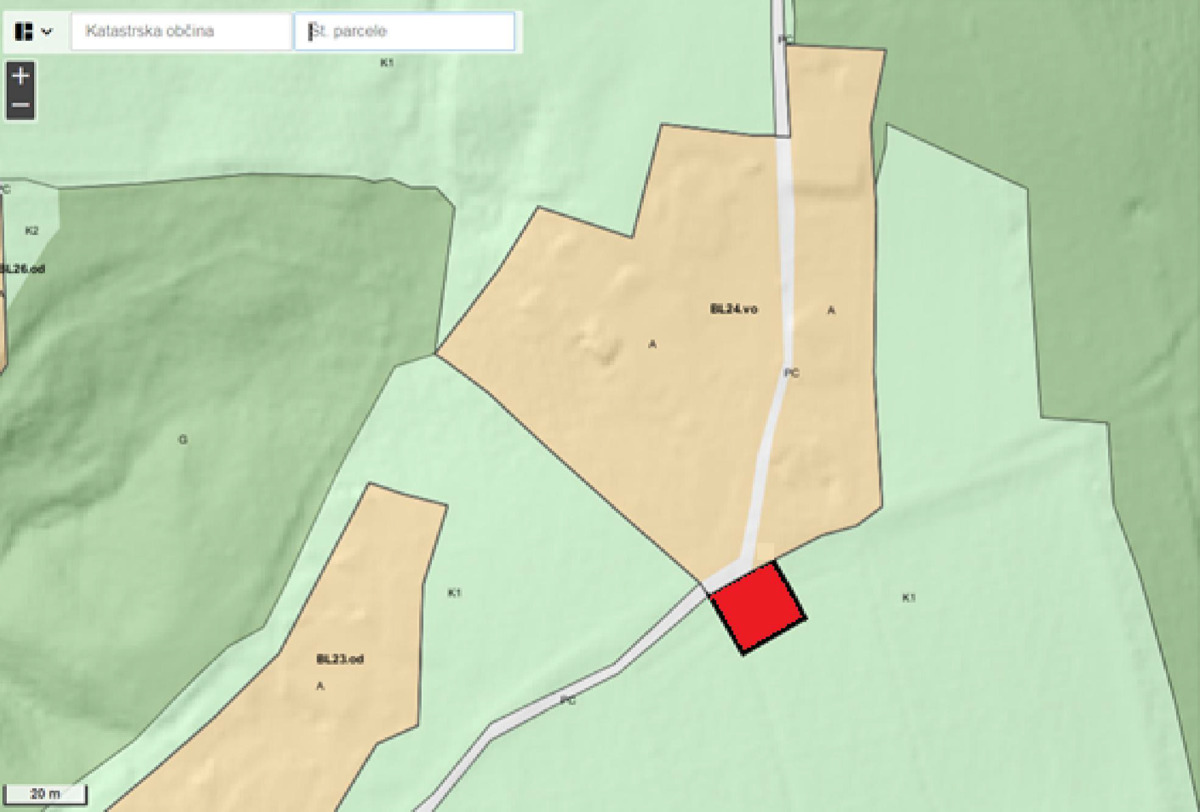 Katastrska občina
Št. parcele
+
−
K1
PC
PC
K2
BL26.od
BL24.vo
A
A
PC
G
K1
K1
BL23.od
A
PC
20 m